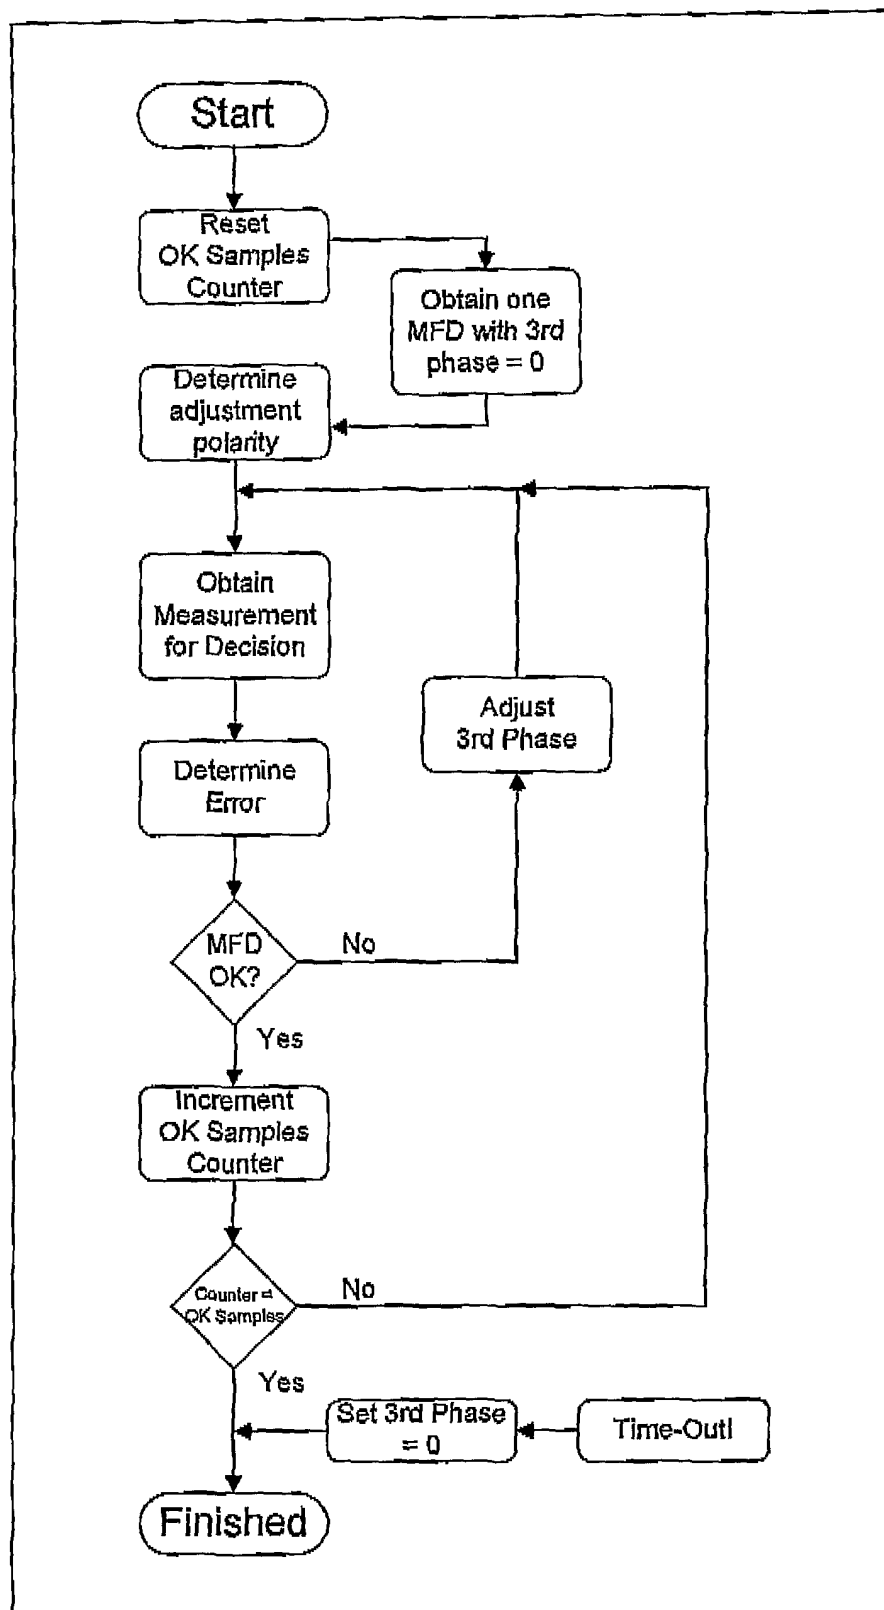 Start
Reset
OK Samples
Counter
Obtain one
MFD with 3rd
phase = 0
Determine
adjustment
polarity
Obtain
Measurement
for Decision
Adjust
3rd Phase
Determine
Error
MFD
OK?
No
Yes
Increment
OK Samples
Counter
Counter =
OK Samples
No
Yes
Set 3rd Phase
= 0
Time-Out!
Finished